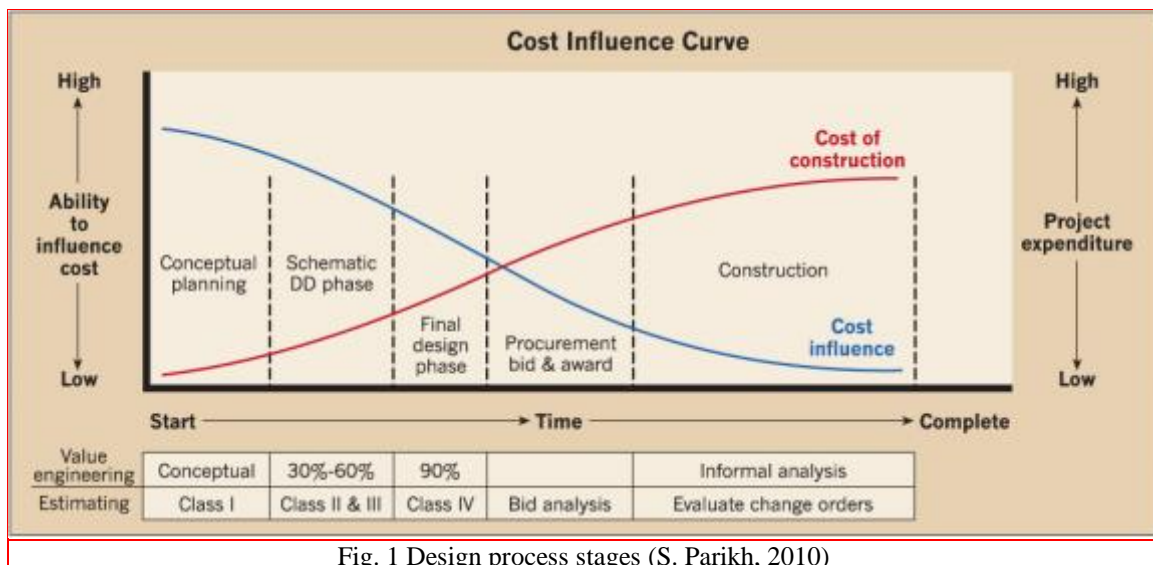 Cost Influence Curve
High
High
Ability
to
influence
cost
Cost of
construction
Project
expenditure
Conceptual
planning
Schematic
DD phase
Final
design
phase
Procurement
bid & award
Construction
Cost
influence
Low
Low
Start
Time
Complete
Value
engineering
Conceptual
30%-60%
90%
Informal analysis
Estimating
Class I
Class II & III
Class IV
Bid analysis
Evaluate change orders
Fig. 1 Design process stages (S. Parikh, 2010)